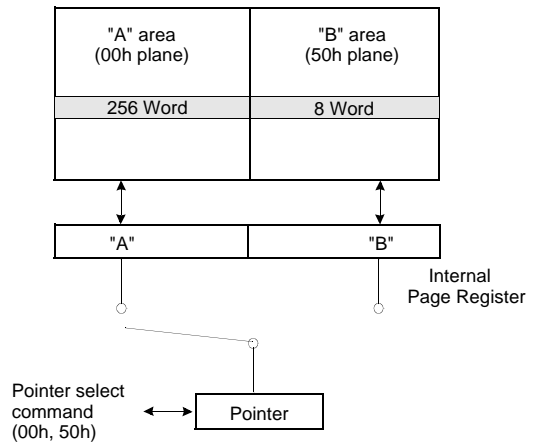 "A" area
(00h plane)
"B" area
(50h plane)
256 Word
8 Word
"A"
"B"
Internal
Page Register
Pointer select
command
(00h, 50h)
Pointer